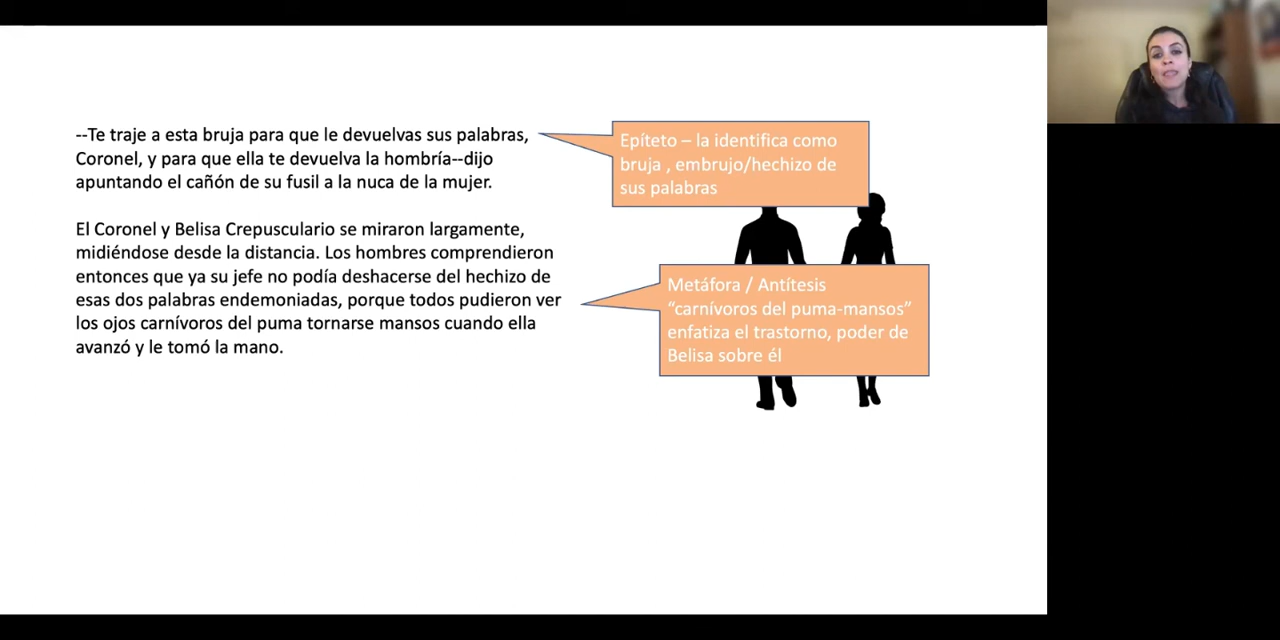 --Te traje a esta bruja para que le devuelvas sus palabras,
Coronel, y para que ella te devuelva la hombría--dijo
apuntando el cañón de su fusil a la nuca de la mujer.
El Coronel y Belisa Crepusculario se miraron largamente,
midiéndose desde la distancia. Los hombres comprendieron
entonces que ya su jefe no podía deshacerse del hechizo de
esas dos palabras endemoniadas, porque todos pudieron ver
los ojos carnívoros del puma tornarse mansos cuando ella
avanzó y le tomó la mano.
Epíteto – la identifica como
bruja , embrujo/hechizo de
sus palabras
Metáfora / Antítesis
“carnívoros del puma-mansos”
enfatiza el trastorno, poder de
Belisa sobre él